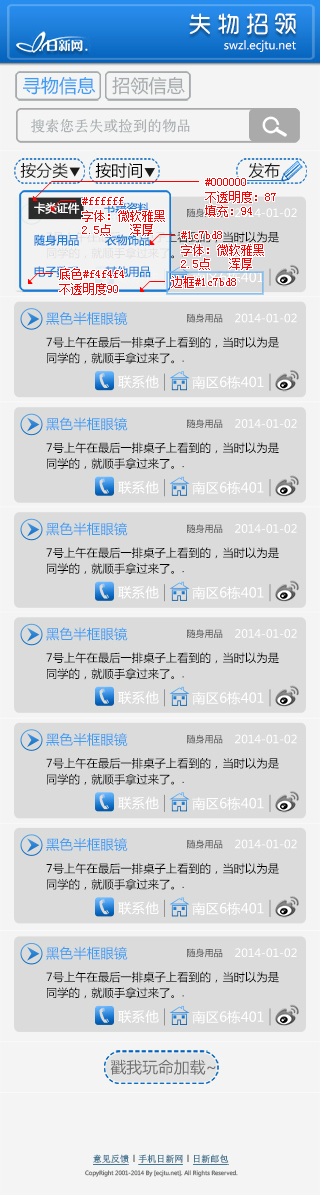 日新网.
失物招领
swzl.ecjtu.net
寻物信息 招领信息
搜索您丢失或捡到的物品
按分类▼ 按时间▼ 发布
#000000
不透明度：87
填充：94
卡类证件 书籍资料
#ffffff
字体：微软雅黑
2.5点 浑厚
随身用品 衣物饰品
#1c7bd8
字体：微软雅黑
2.5点 浑厚
电子
用品
底色#f4f4f4
不透明度90
边框#1c7bd8
黑色半框眼镜 随身用品 2014-01-02
7号上午在最后一排桌子上看到的，当时以为是
同学的，就顺手拿过来了。.
联系他 南区6栋401
黑色半框眼镜 随身用品 2014-01-02
7号上午在最后一排桌子上看到的，当时以为是
同学的，就顺手拿过来了。.
联系他 南区6栋401
黑色半框眼镜 随身用品 2014-01-02
7号上午在最后一排桌子上看到的，当时以为是
同学的，就顺手拿过来了。.
联系他 南区6栋401
黑色半框眼镜 随身用品 2014-01-02
7号上午在最后一排桌子上看到的，当时以为是
同学的，就顺手拿过来了。.
联系他 南区6栋401
黑色半框眼镜 随身用品 2014-01-02
7号上午在最后一排桌子上看到的，当时以为是
同学的，就顺手拿过来了。.
联系他 南区6栋401
黑色半框眼镜 随身用品 2014-01-02
7号上午在最后一排桌子上看到的，当时以为是
同学的，就顺手拿过来了。.
联系他 南区6栋401
黑色半框眼镜 随身用品 2014-01-02
7号上午在最后一排桌子上看到的，当时以为是
同学的，就顺手拿过来了。.
联系他 南区6栋401
戳我玩命加载~
意见反馈 | 手机日新网 | 日新邮包
CopyRight 2001-2014 By [ecjtu.net]. All Rights Reserved.